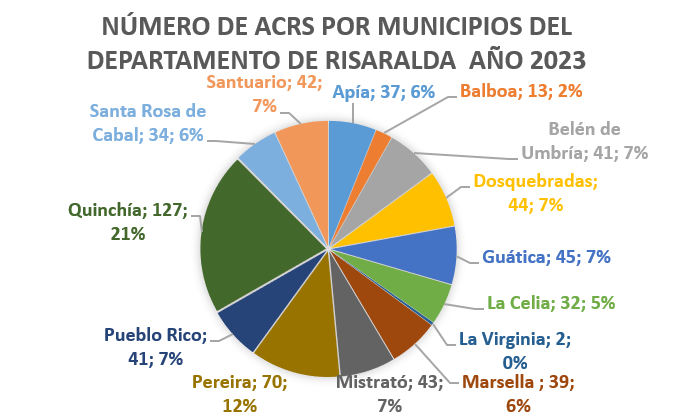 NÚMERO DE ACRS POR MUNICIPIOS DEL
DEPARTAMENTO DE RISARALDA  AÑO 2023
Santuario; 42;
7%
Apía; 37; 6%
Balboa; 13; 2%
Santa Rosa de
Cabal; 34; 6%
Belén de
Umbría; 41; 7%
Dosquebradas;
44; 7%
Quinchía; 127;
21%
Guática; 45; 7%
La Celia; 32; 5%
Pueblo Rico;
41; 7%
La Virginia; 2;
0%
Pereira; 70;
12%
Mistrató; 43;
7%
Marsella ; 39;
6%